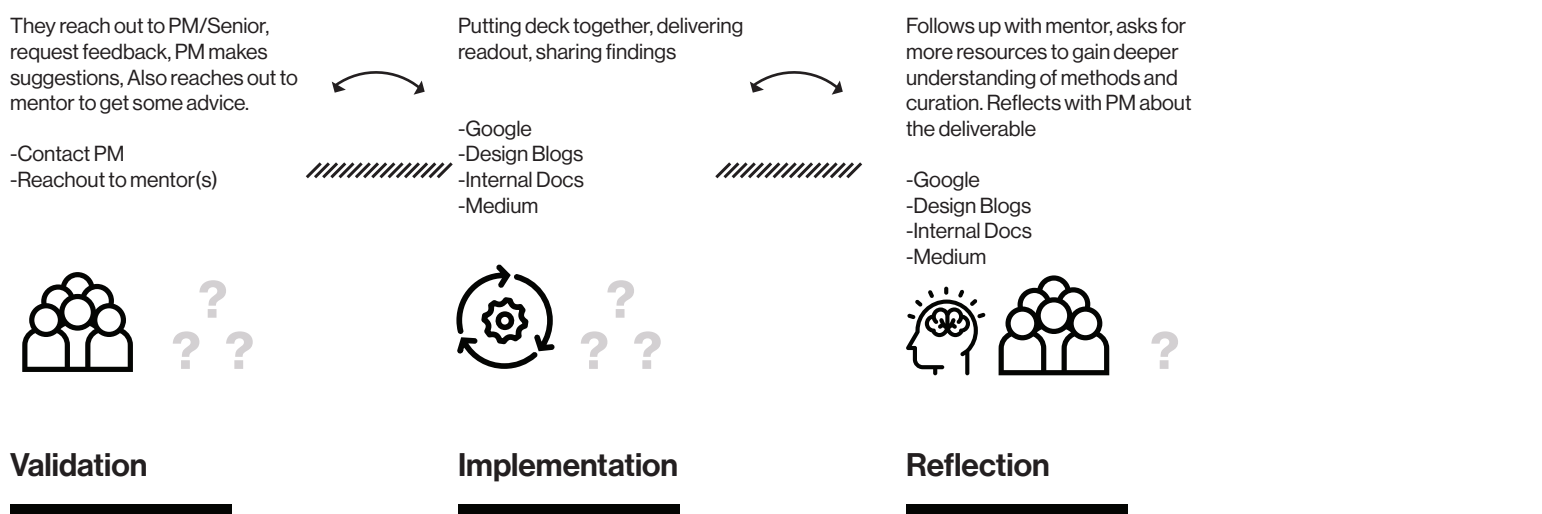 They reach out to PM/Senior,
request feedback, PM makes
suggestions, Also reaches out to
mentor to get some advice.
-Contact PM
-Reachout to mentor(s)
? 
? ?
Validation
Putting deck together, delivering
readout, sharing findings
-Google
-Design Blogs
-Internal Docs
-Medium
?
? ?
Implementation
Follows up with mentor, asks for
more resources to gain deeper
understanding of methods and
curation. Reflects with PM about
the deliverable
-Google
-Design Blogs
-Internal Docs
-Medium
?
Reflection